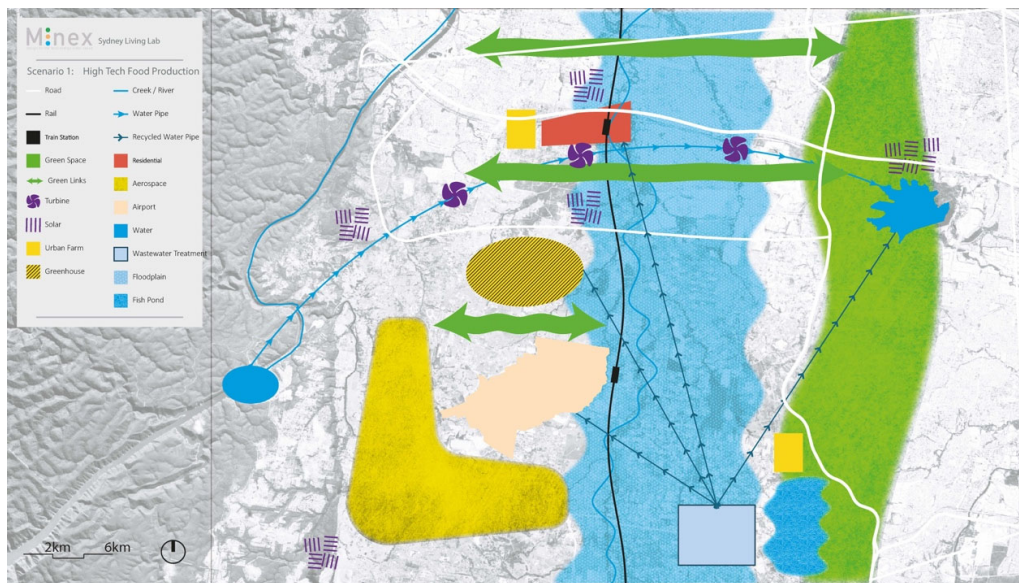 Minex Sydney Living Lab
Scenario 1: High Tech Food Production
Road
Rail
Train Station
Green Space
Green Links
Turbine
Solar
Urban Farm
Greenhouse
Creek / River
Water Pipe
Recycled Water Pipe
Residential
Aerospace
Airport
Water
Wastewater Treatment
Floodplain
Fish Pond
2km 6km